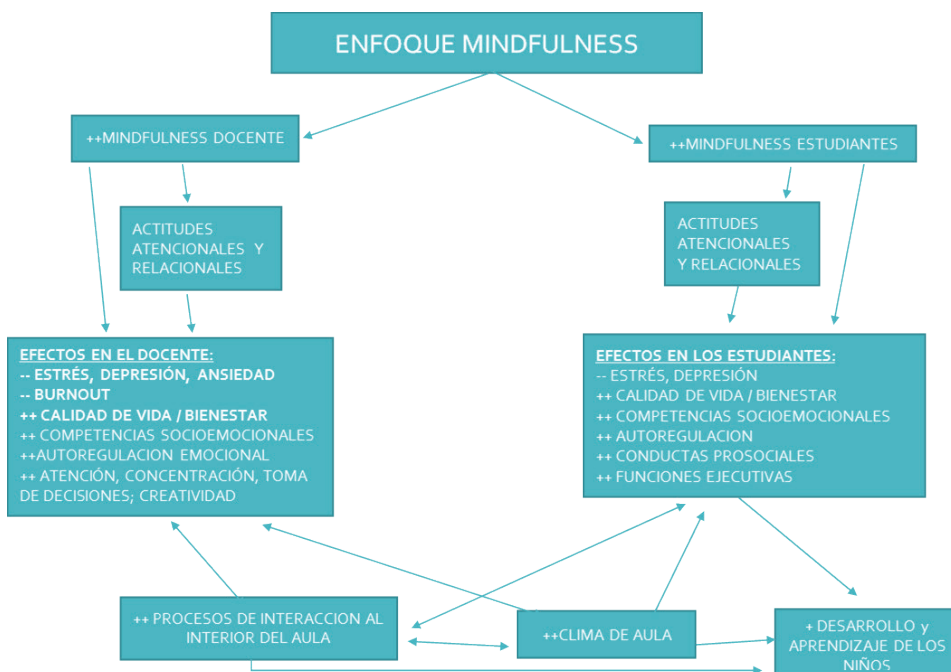 ENFOQUE MINDFULNESS
++MINDFULNESS DOCENTE
++MINDFULNESS ESTUDIANTES
ACTITUDES
ATENCIONALES Y
RELACIONALES
ACTITUDES
ATENCIONALES
Y RELACIONALES
EFECTOS EN EL DOCENTE:
-- ESTRÉS, DEPRESIÓN, ANSIEDAD
-- BURNOUT
++ CALIDAD DE VIDA / BIENESTAR
++ COMPETENCIAS SOCIOEMOCIONALES
++AUTOREGULACION EMOCIONAL
++ ATENCIÓN, CONCENTRACIÓN, TOMA
DE DECISIONES; CREATIVIDAD
EFECTOS EN LOS ESTUDIANTES:
-- ESTRÉS, DEPRESIÓN
++ CALIDAD DE VIDA / BIENESTAR
++ COMPETENCIAS SOCIOEMOCIONALES
++ AUTOREGULACION
++ CONDUCTAS PROSOCIALES
++ FUNCIONES EJECUTIVAS
++ PROCESOS DE INTERACCION AL
INTERIOR DEL AULA
++CLIMA DE AULA
+ DESARROLLO y
APRENDIZAJE DE LOS
NIÑOS